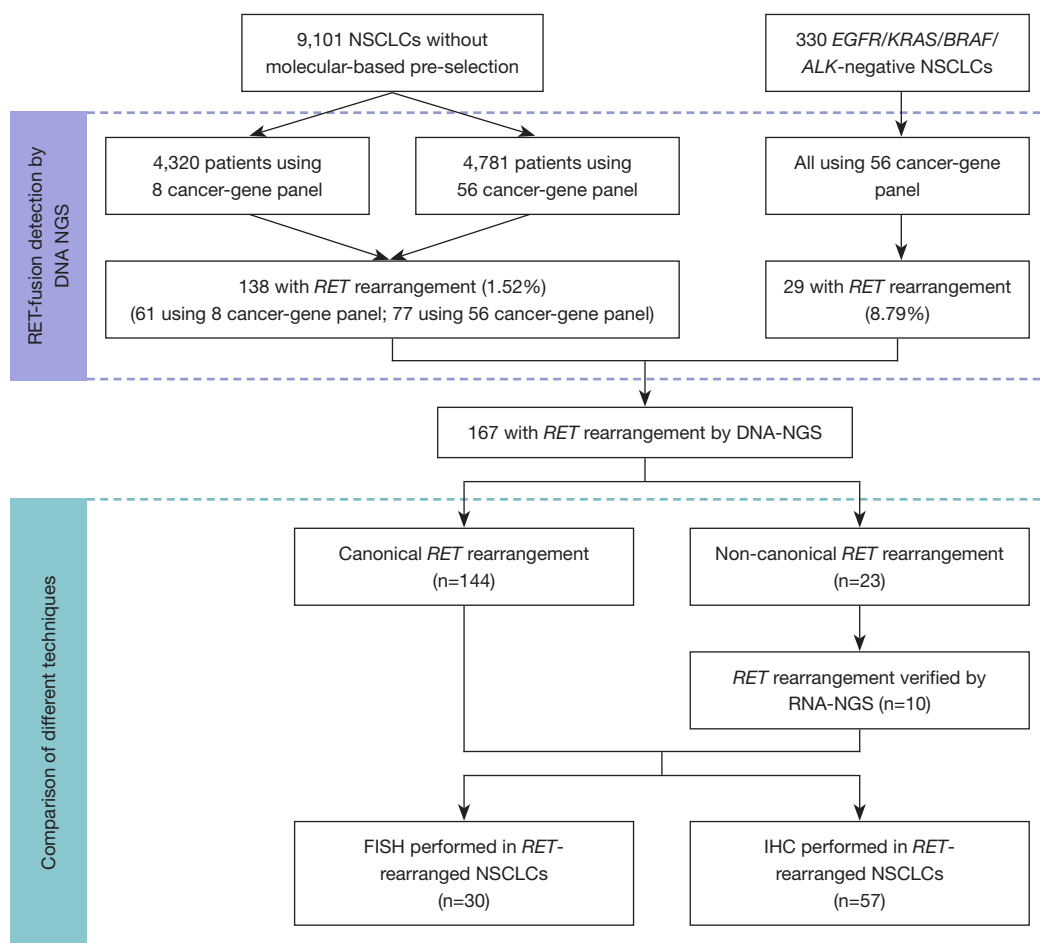 9,101 NSCLCs without
molecular-based pre-selection
330 EGFR/KRAS/BRAF/
ALK-negative NSCLCs
RET-fusion detection by
DNA NGS
4,320 patients using
8 cancer-gene panel
4,781 patients using
56 cancer-gene panel
All using 56 cancer-gene
panel
138 with RET rearrangement (1.52%)
(61 using 8 cancer-gene panel; 77 using 56 cancer-gene panel)
29 with RET rearrangement
(8.79%)
167 with RET rearrangement by DNA-NGS
Comparison of different techniques
Canonical RET rearrangement
(n=144)
Non-canonical RET rearrangement
(n=23)
RET rearrangement verified by
RNA-NGS (n=10)
FISH performed in RET-
rearranged NSCLCs
(n=30)
IHC performed in RET-
rearranged NSCLCs
(n=57)